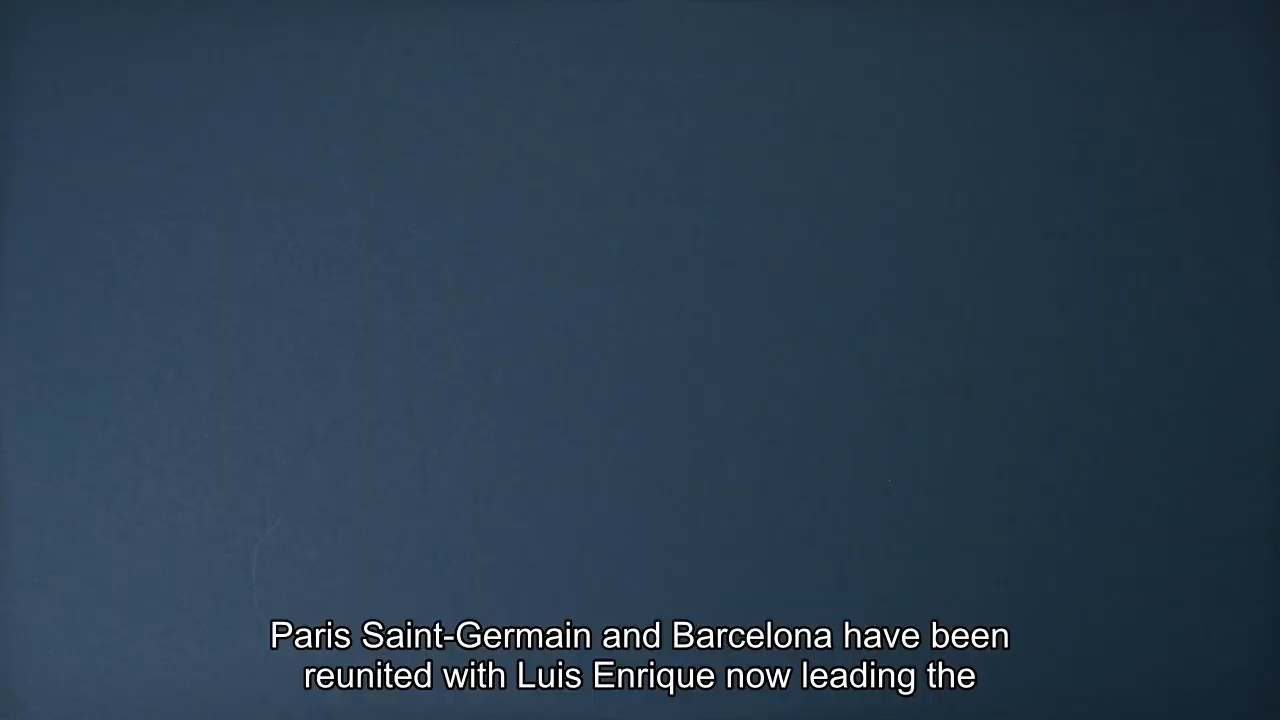 Paris Saint-Germain and Barcelona have been
reunited with Luis Enrique now leading the